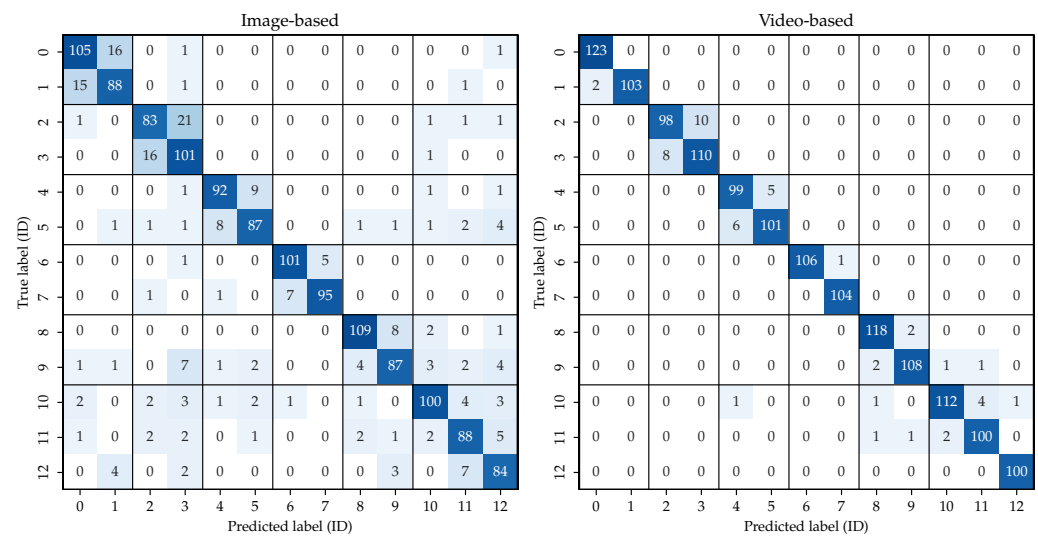 Image-based
0 105 16 0 1 0 0 0 0 0 0 0 0 1
1 15 88 0 1 0 0 0 0 0 0 0 1 0
2 1 0 83 21 0 0 0 0 0 0 1 1 1
3 0 0 16 101 0 0 0 0 0 0 1 0 0
4 0 0 0 1 92 9 0 0 0 0 1 0 1
5 0 1 1 1 8 87 0 0 1 1 1 2 4
6 0 0 0 1 0 0 101 5 0 0 0 0 0
7 0 0 1 0 1 0 7 95 0 0 0 0 0
8 0 0 0 0 0 0 0 0 109 8 2 0 1
9 1 1 0 7 1 2 0 0 4 87 3 2 4
10 2 0 2 3 1 2 1 0 1 0 100 4 3
11 1 0 2 2 0 1 0 0 2 1 2 88 5
12 0 4 0 2 0 0 0 0 0 3 0 7 84
0 1 2 3 4 5 6 7 8 9 10 11 12
Predicted label (ID)
True label (ID)
Video-based
0 123 0 0 0 0 0 0 0 0 0 0 0 0
1 2 103 0 0 0 0 0 0 0 0 0 0 0
2 0 0 98 10 0 0 0 0 0 0 0 0 0
3 0 0 8 110 0 0 0 0 0 0 0 0 0
4 0 0 0 0 99 5 0 0 0 0 0 0 0
5 0 0 0 0 6 101 0 0 0 0 0 0 0
6 0 0 0 0 0 0 106 1 0 0 0 0 0
7 0 0 0 0 0 0 0 104 0 0 0 0 0
8 0 0 0 0 0 0 0 0 118 2 0 0 0
9 0 0 0 0 0 0 0 0 2 108 1 1 0
10 0 0 0 0 1 0 0 0 1 0 112 4 1
11 0 0 0 0 0 0 0 0 1 1 2 100 0
12 0 0 0 0 0 0 0 0 0 0 0 0 100
0 1 2 3 4 5 6 7 8 9 10 11 12
Predicted label (ID)
True label (ID)